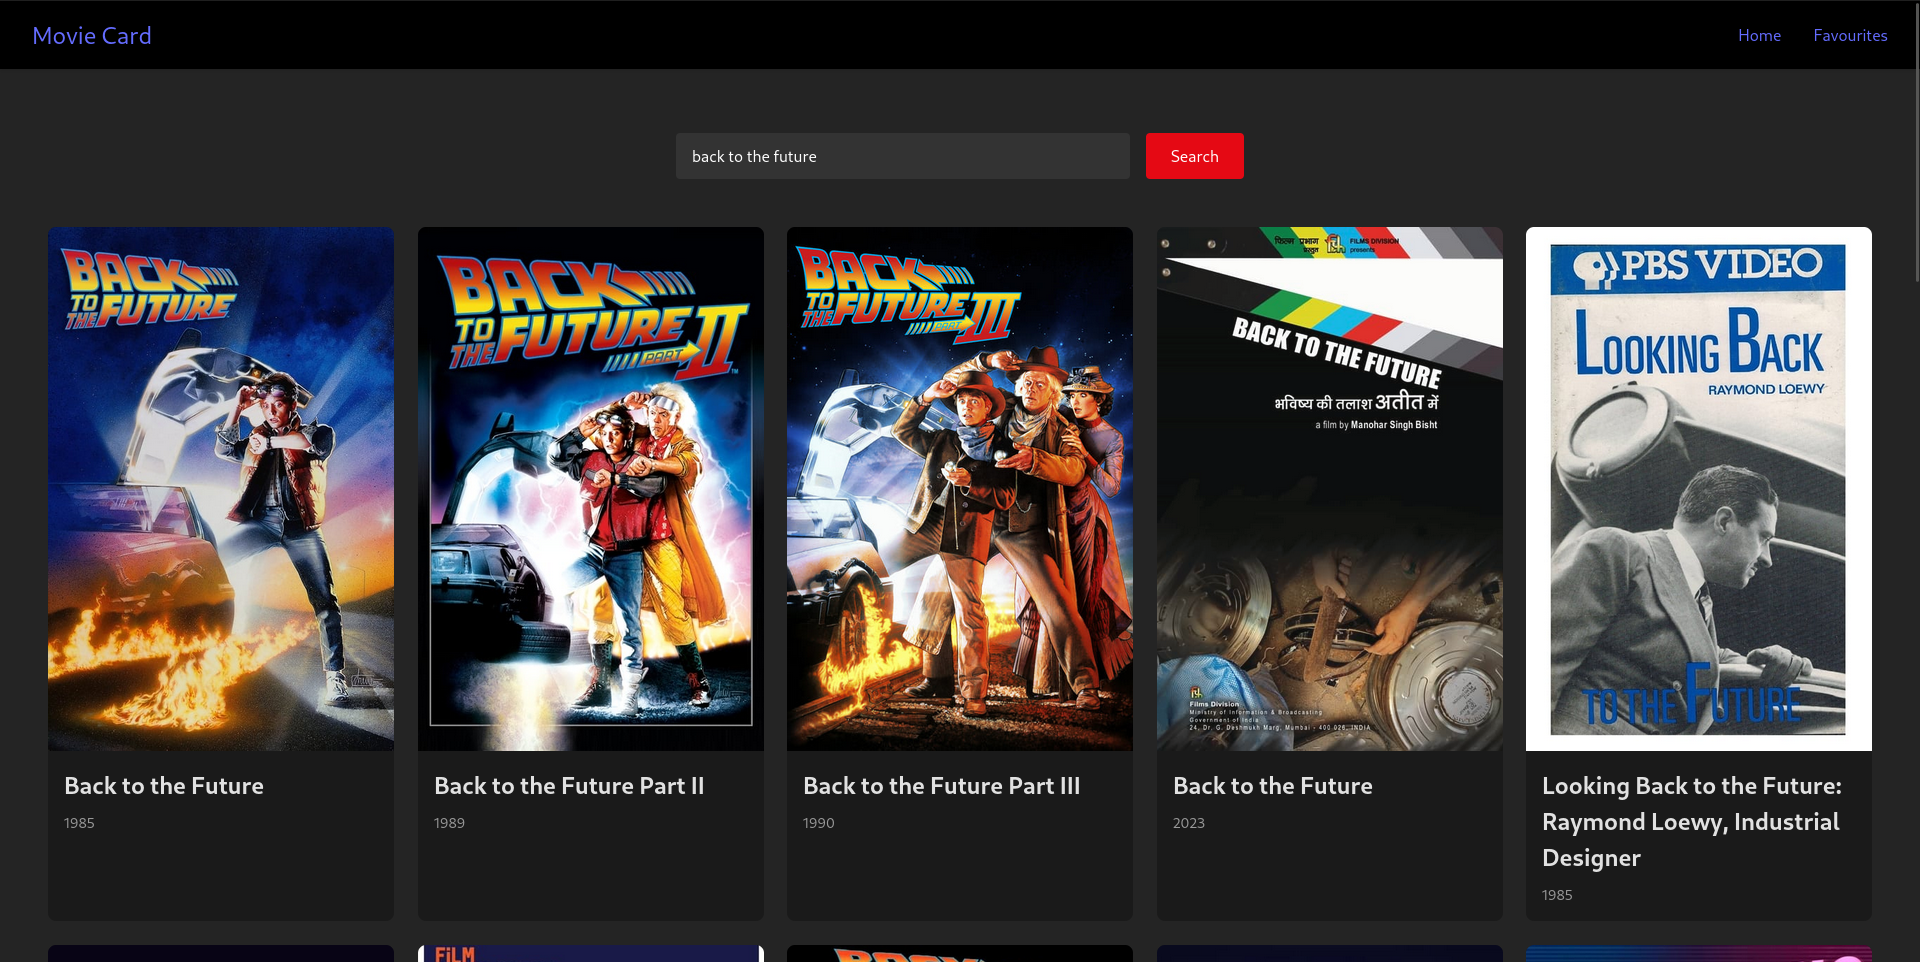 Movie Card
Home
Favourites
back to the future
Search
BACK
TO
THE FUTURE
BACK
TO
THE FUTURE II
PART
BACK
TO
THE FUTURE III
PART
फिल्म प्रभाग
प्रस्तुत
FILMS DIVISION
presents
BACK TO THE FUTURE
भविष्य की तलाश अतीत में
a film by Manohar Singh Bisht
Films Division
Ministry of Information & Broadcasting
Government of India
24, Dr. G. Deshmukh Marg, Mumbai - 400 026, INDIA
PBS VIDEO
LOOKING BACK
RAYMOND LOEWY
TO THE FUTURE
Back to the Future
1985
Back to the Future Part II
1989
Back to the Future Part III
1990
Back to the Future
2023
Looking Back to the Future:
Raymond Loewy, Industrial
Designer
1985
FiLM